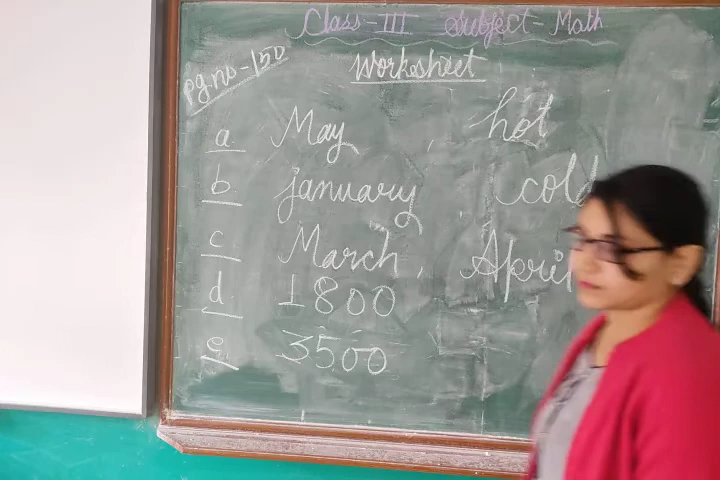 Class-III Subject-Math
Pg.no-150 Worksheet
a May, hot
b january, cold
c March, April
d 1800
e 3500